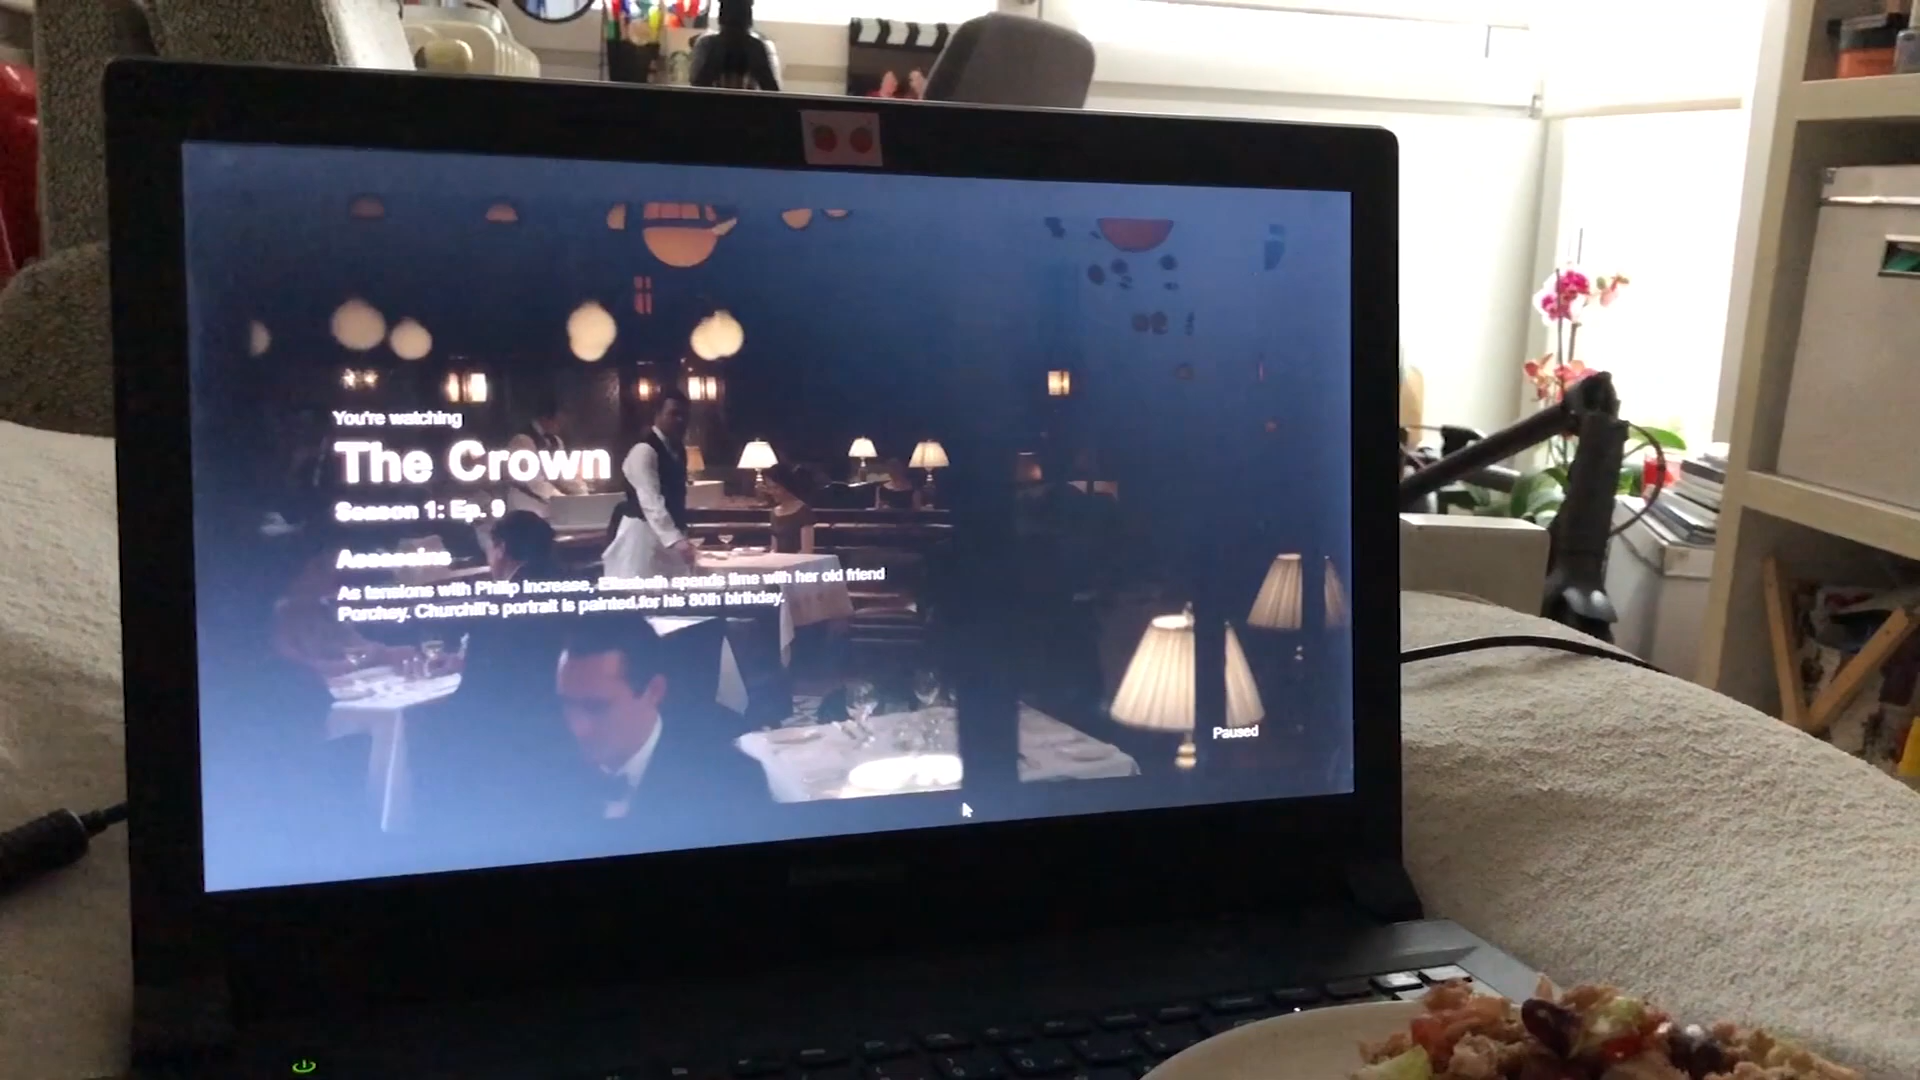 You're watching
The Crown
Season 1: Ep. 9
Assassins
As tensions with Philip increase, Elizabeth spends time with her old friend
Porchey. Churchill's portrait is painted for his 80th birthday.
Paused